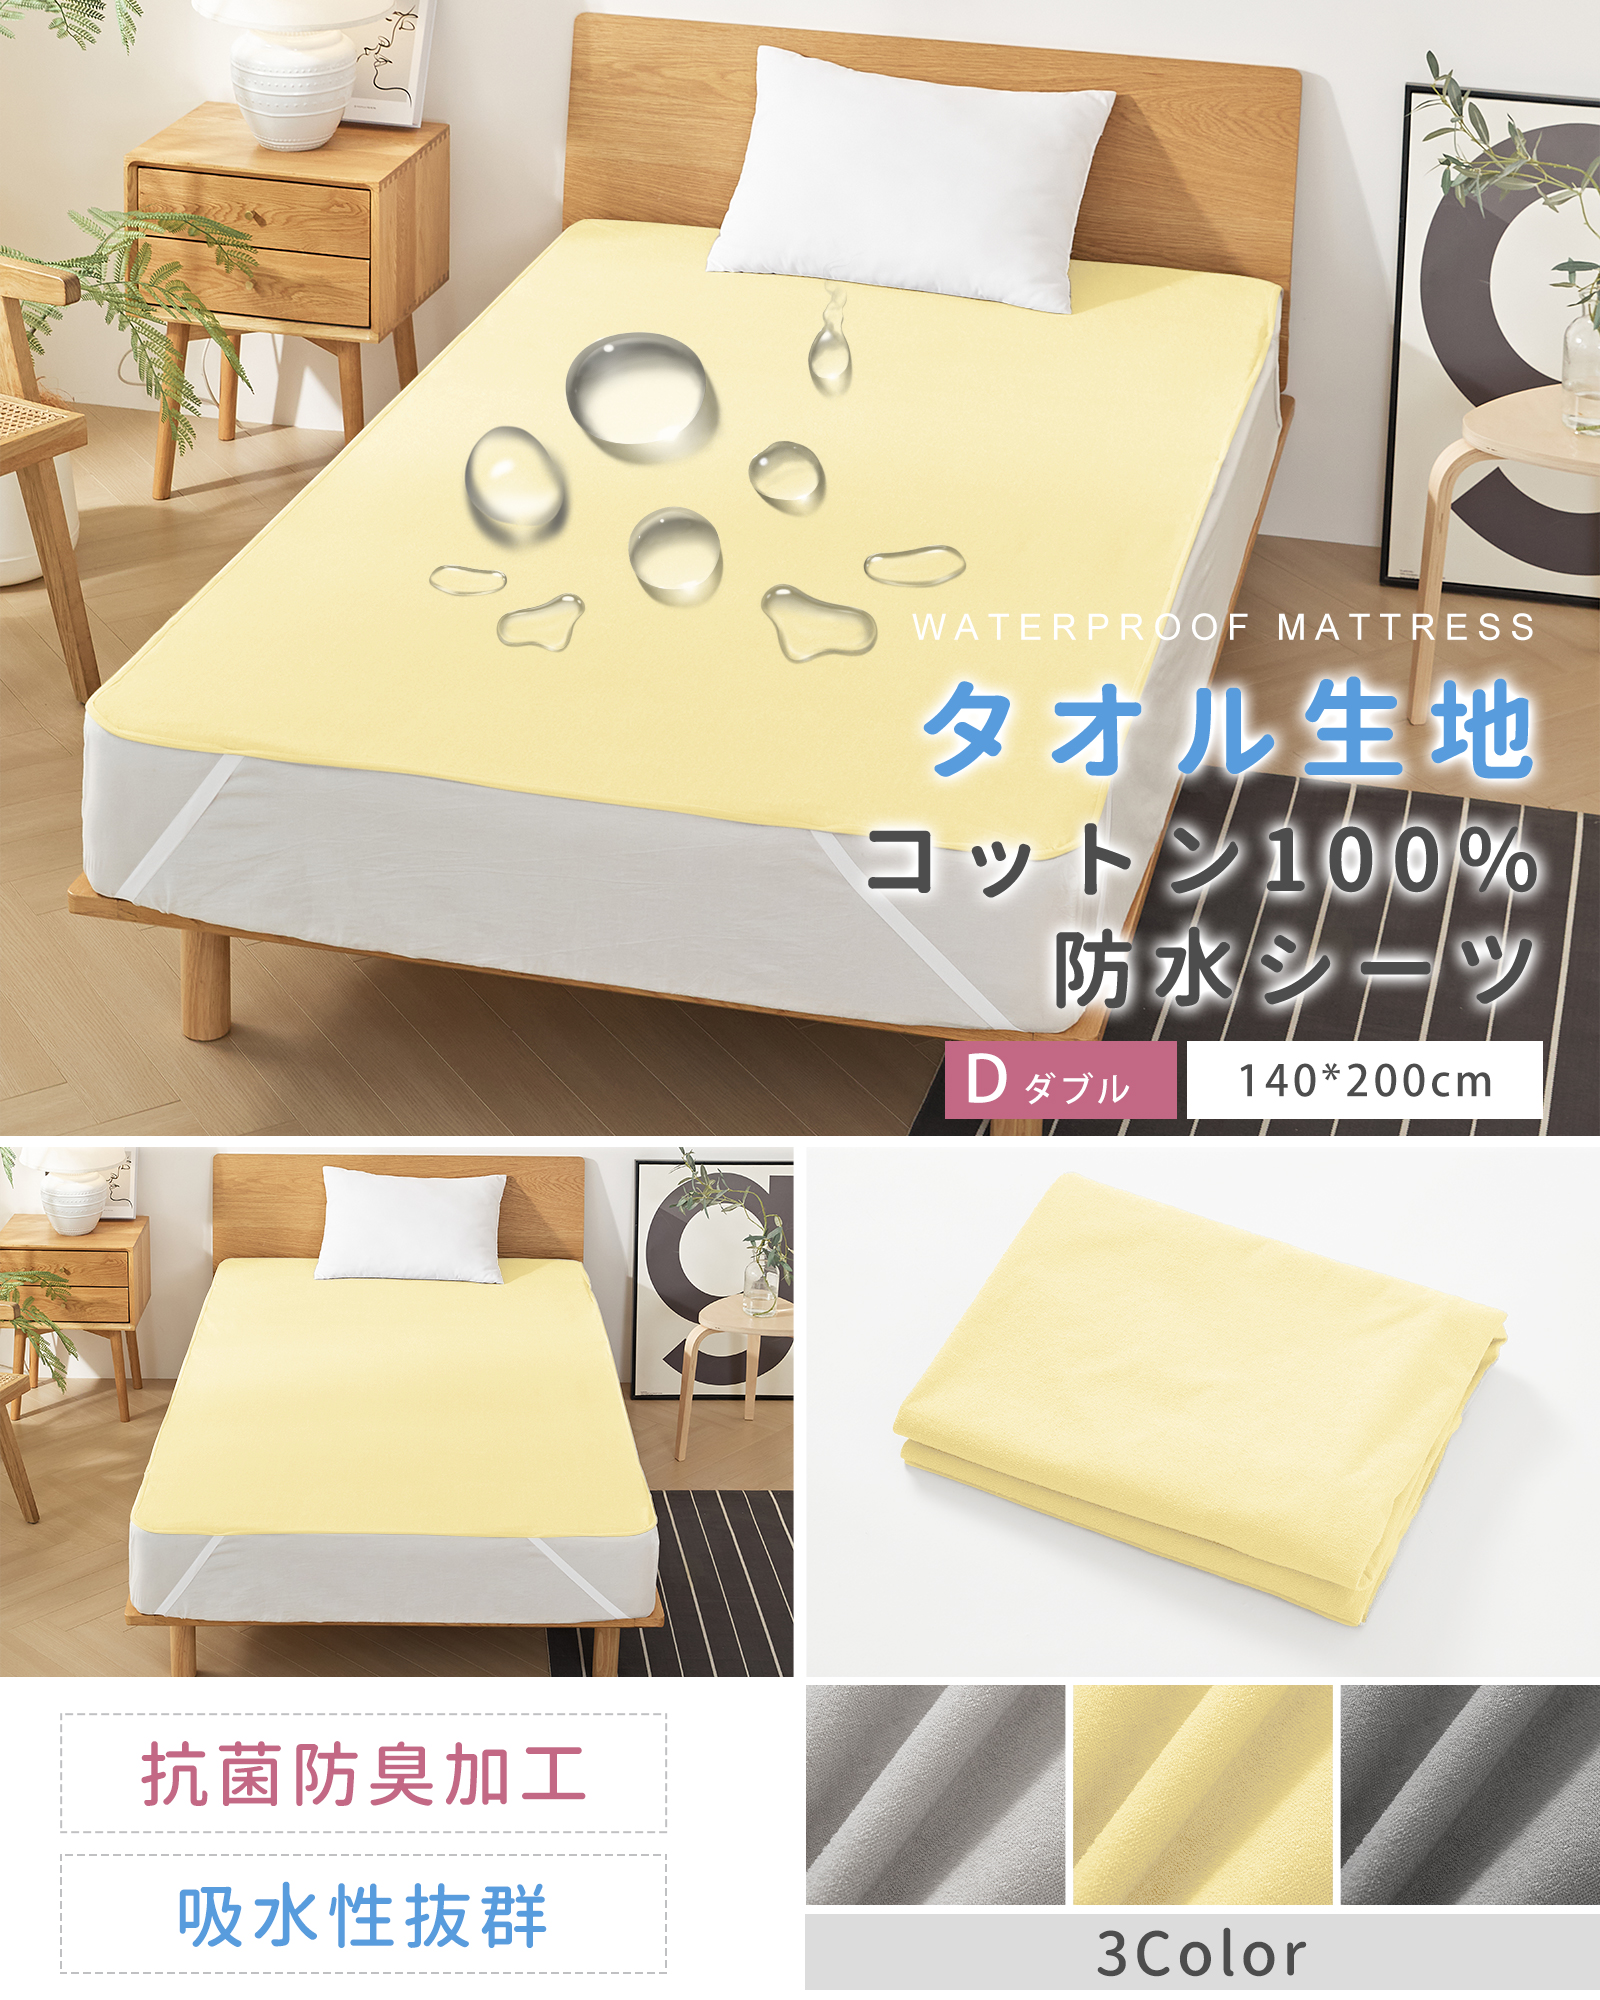 WATERPROOF MATTRESS
タオル生地
コットン100%
防水シーツ
D ダブル
140*200cm
抗菌防臭加工
吸水性抜群
3Color